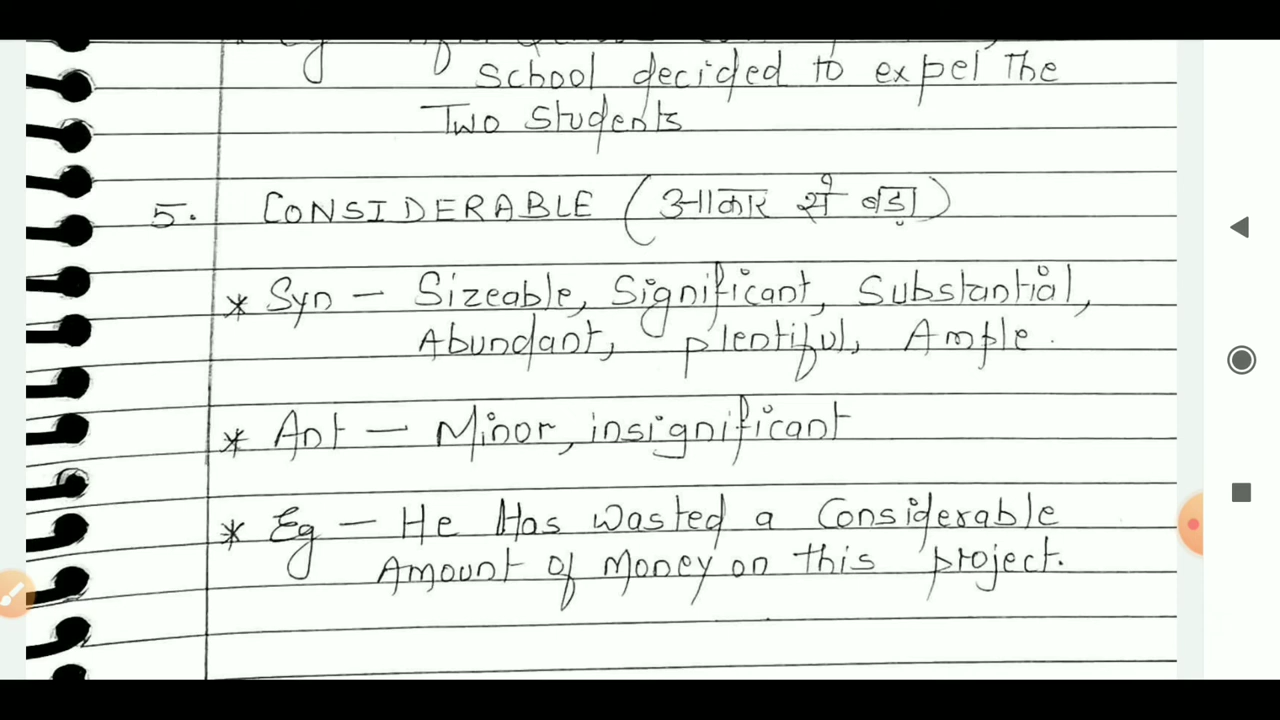 School decided to expel The
Two Students
5. CONSIDERABLE (आकार से बड़ा)
* Syn - Sizeable, Significant, Substantial,
Abundant, plentiful, Ample.
* Ant - Minor, insignificant
* Eg - He Has wasted a Considerable
Amount of Money on this project.